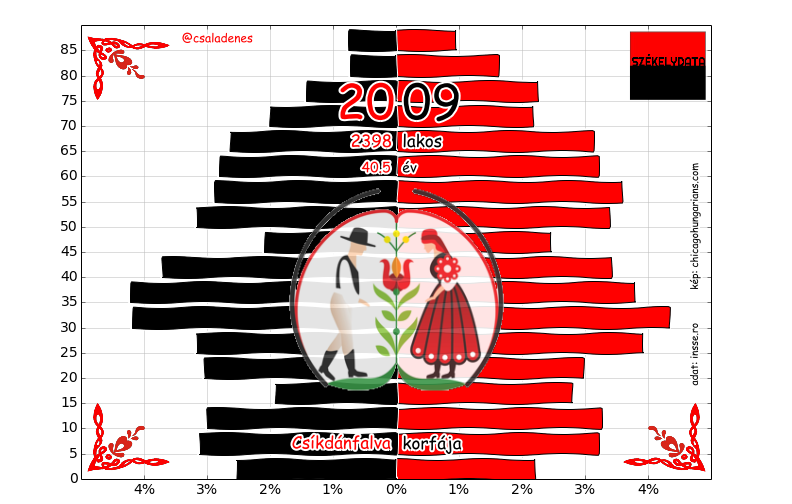 @csaladenes
SZÉKELYDATA
2009
2398 lakos
40.5 év
kép: chicagohungarians.com
adat: insse.ro
Csíkdánfalva korfája
85
80
75
70
65
60
55
50
45
40
35
30
25
20
15
10
5
0
4% 3% 2% 1% 0% 1% 2% 3% 4%